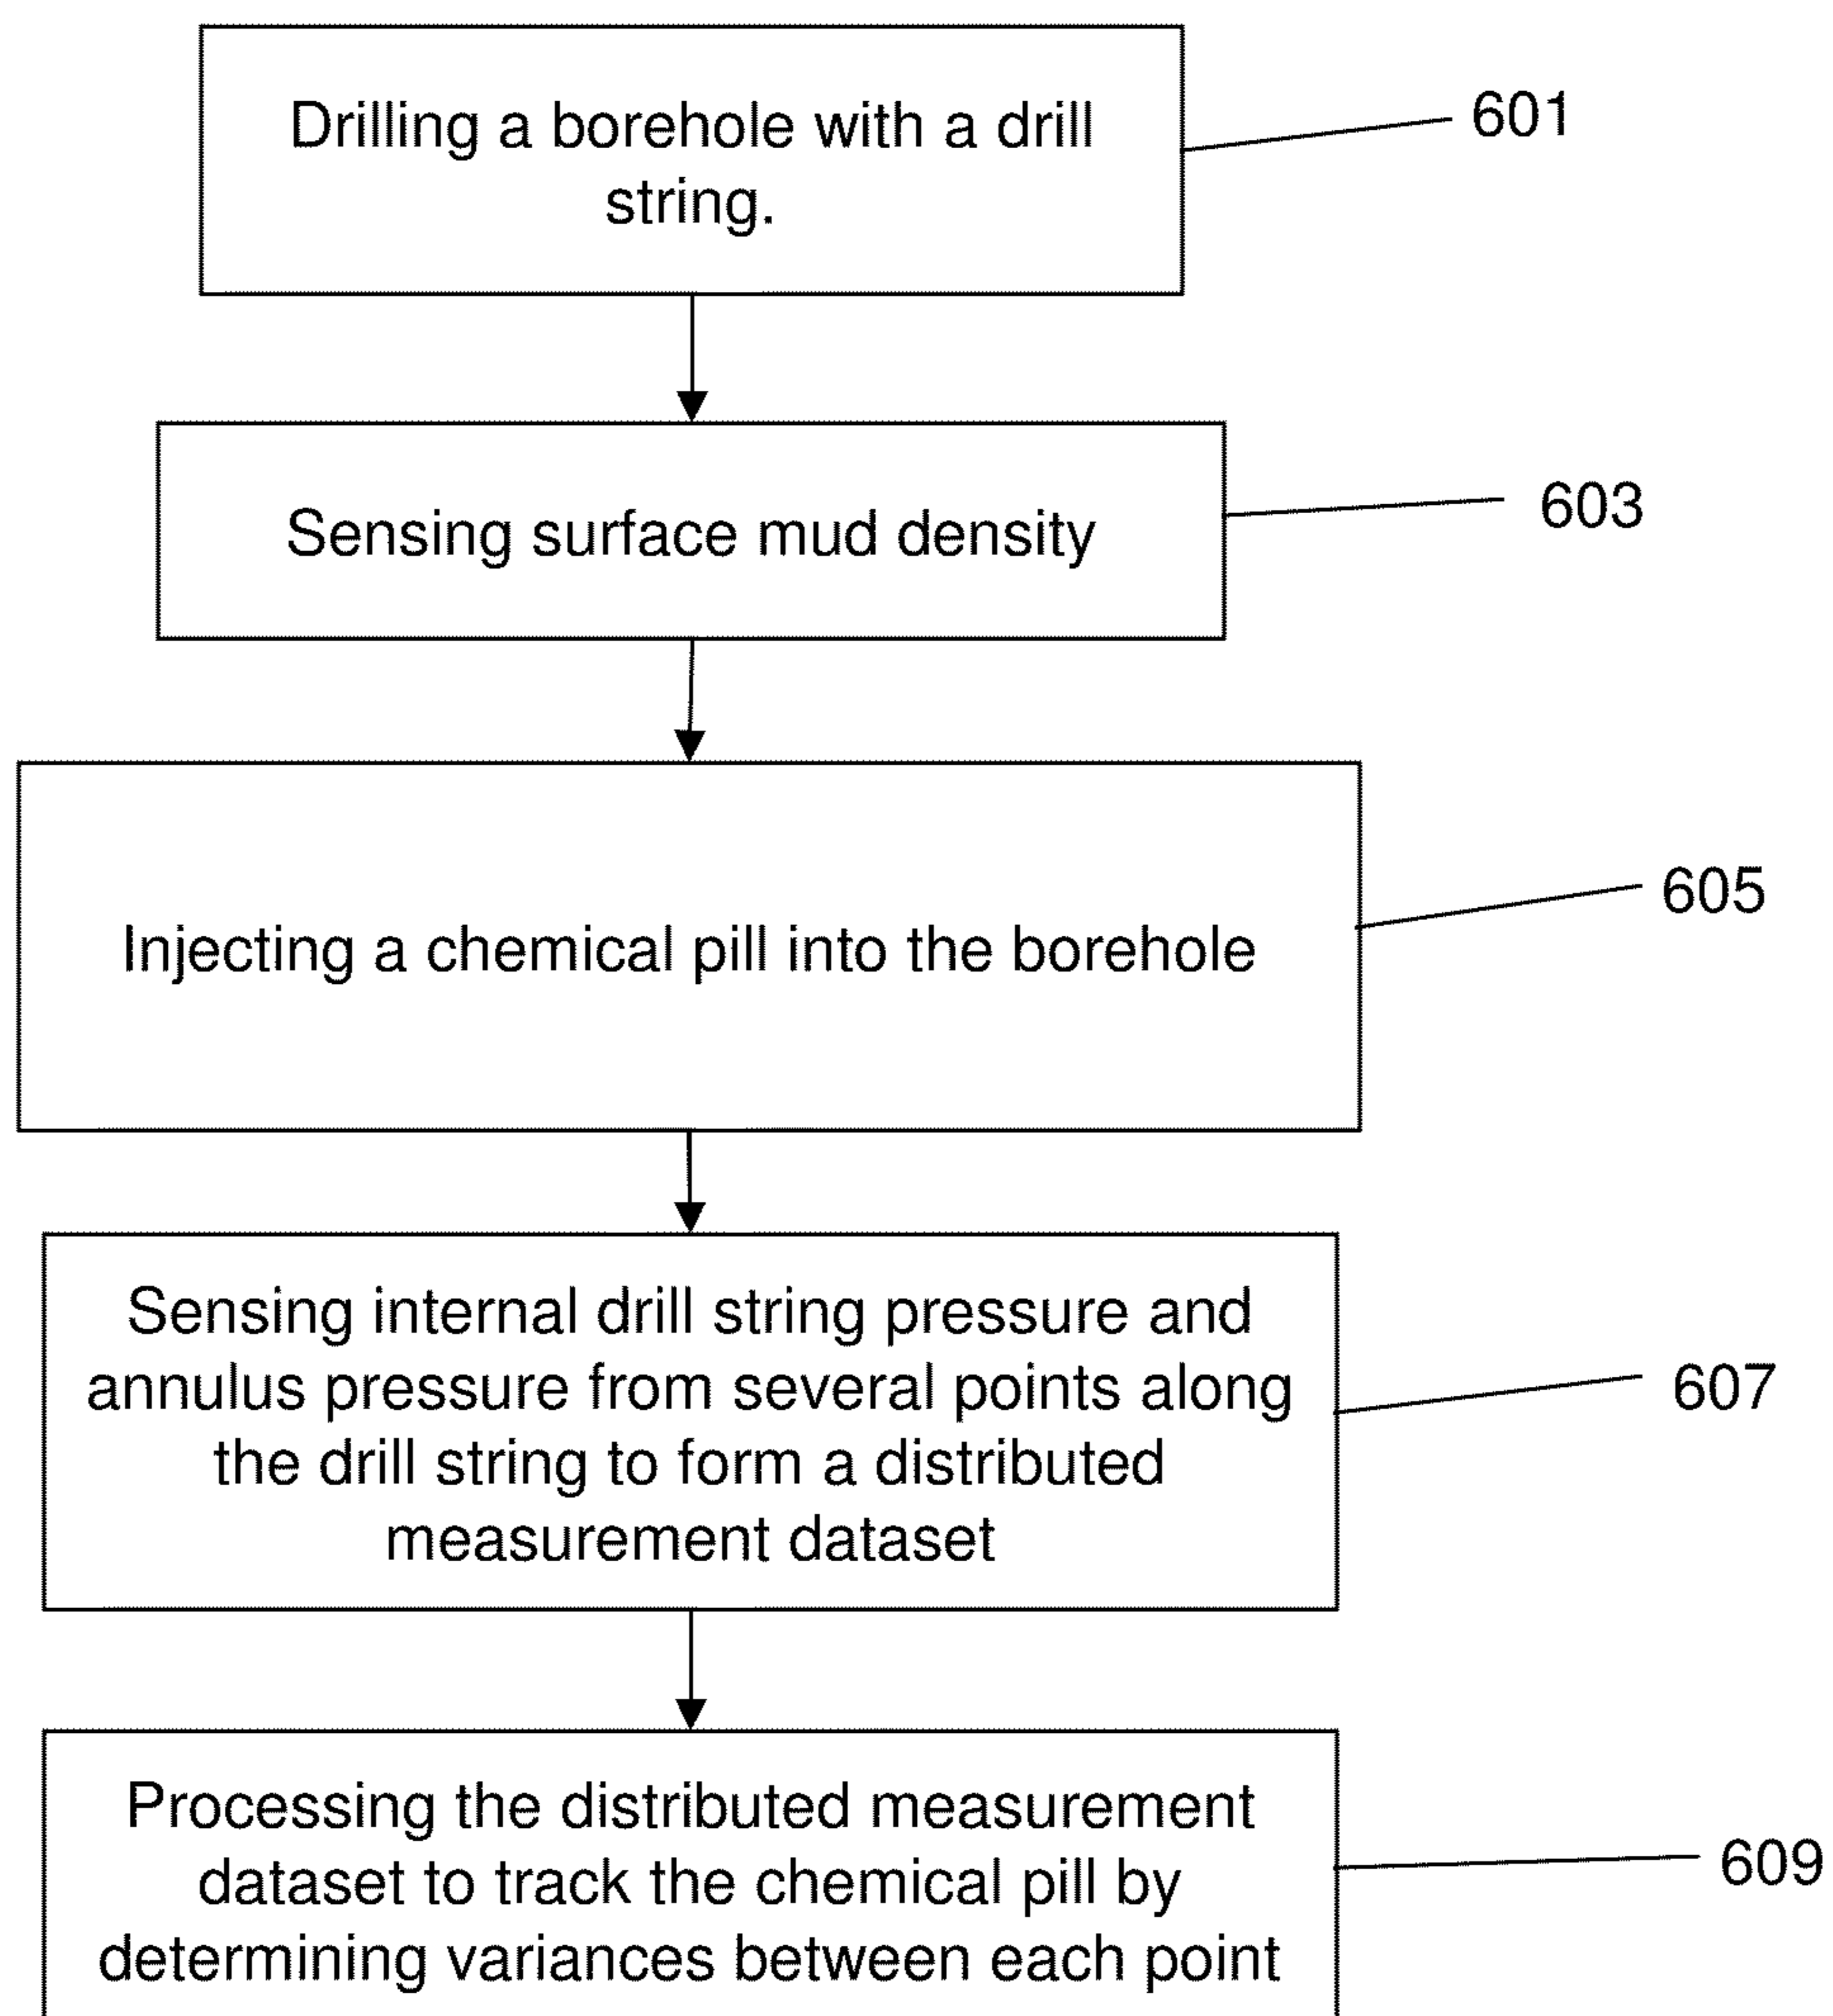 Drilling a borehole with a drill
string.
601
Sensing surface mud density
603
Injecting a chemical pill into the borehole
605
Sensing internal drill string pressure and
annulus pressure from several points along
the drill string to form a distributed
measurement dataset
607
Processing the distributed measurement
dataset to track the chemical pill by
determining variances between each point
609